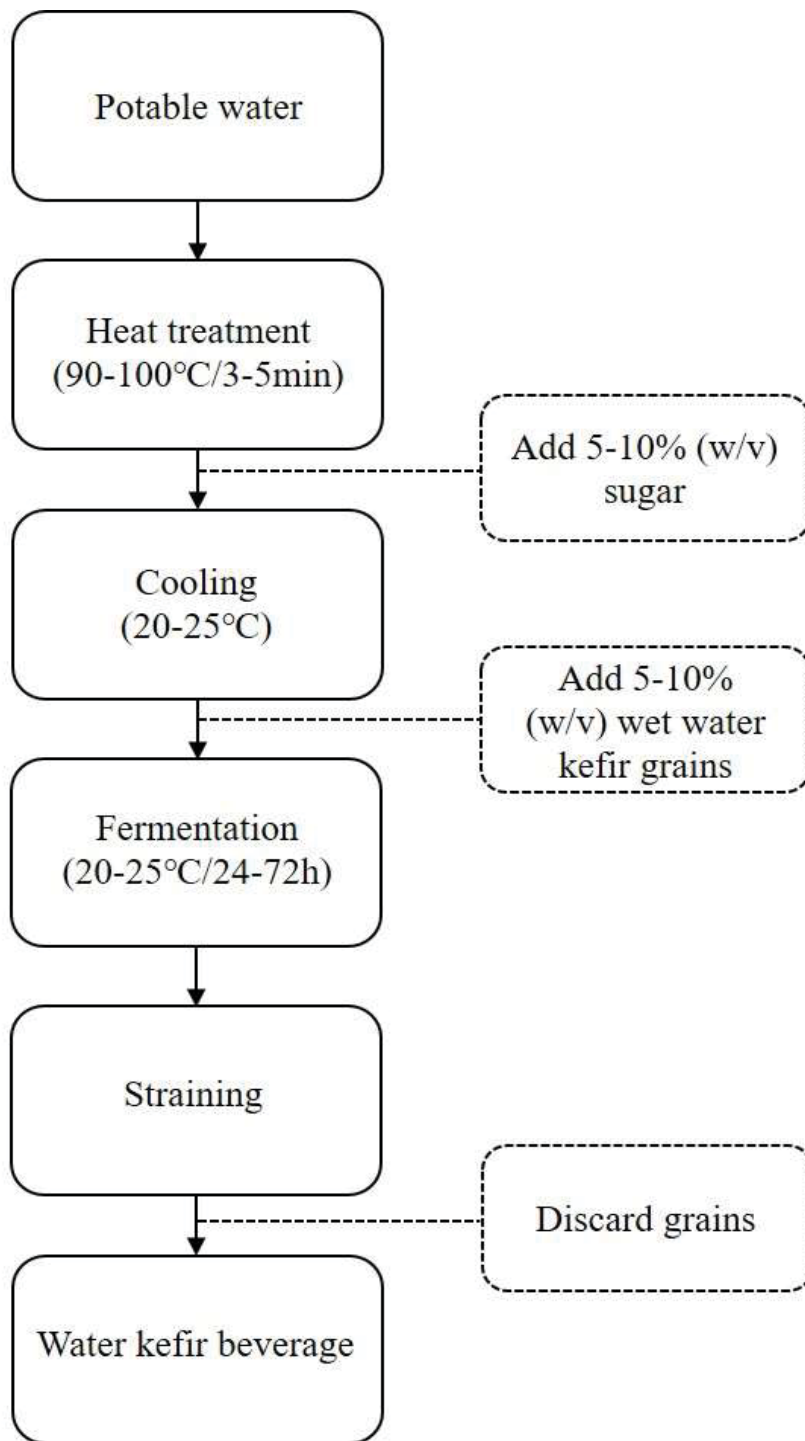 Potable water
Heat treatment
(90-100℃/3-5min)
Add 5-10% (w/v)
sugar
Cooling
(20-25℃)
Add 5-10%
(w/v) wet water
kefir grains
Fermentation
(20-25℃/24-72h)
Straining
Discard grains
Water kefir beverage